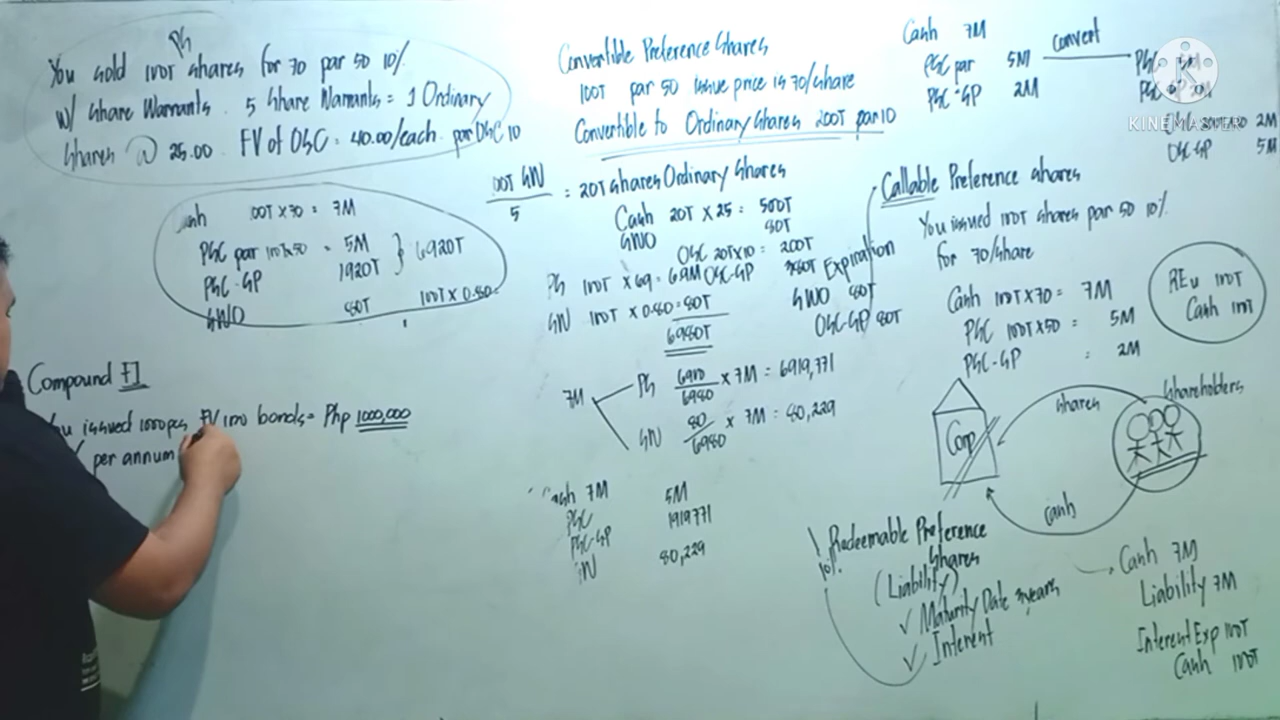 PS
You sold 100T shares for 70 par 50 10%
w/ share Warrants. 5 Share Warrants = 1 Ordinary
Shares @ 25.00 FV of OSC = 40.00/each par OSC 10
100T x 70 = 7M
PSC par 100T x 50 = 5M
PSC-SP 1920T } 6920T
SWO 80T 100T x 0.80
Compound FI
issued 1000pcs FV 1000 bonds = Php 1000,000
per annum
Convertible Preference Shares
100T par 50 issue price is 70/share
Convertible to Ordinary Shares 200T par 10
00T SW
5
= 20T shares Ordinary Shares
Cash 20T x 25 = 500T
SWO 80T
OSC 20T x 10 = 200T
OSC-SP 380T
PS 100T x 69 = 6.9M
SW 100T x 0.80 = 80T
6980T
Expiration
SWO 80T
OSC-SP 80T
7M
PS 6900/6980 x 7M = 6919,771
SW 80/6980 x 7M = 80,229
Cash 7M
PSC 5M
PSC-SP 1919771
SW 80,229
Cash 7M
PSC par 5M
PSC-SP 2M
convert
2M
OSC-SP 5M
KINEMASTER
Callable Preference shares
You issued 100T shares par 50 10%
for 70/share
Cash 100T x 70 = 7M
PSC 100T x 50 = 5M
PSC-SP = 2M
REu 100T
Cash 100T
Corp
shares
Shareholders
cash
Redeemable Preference
Shares
10%
(Liability)
✓ Maturity Date 3 years
✓ Interest
Cash 7M
Liability 7M
Interest Exp 100T
Cash 100T